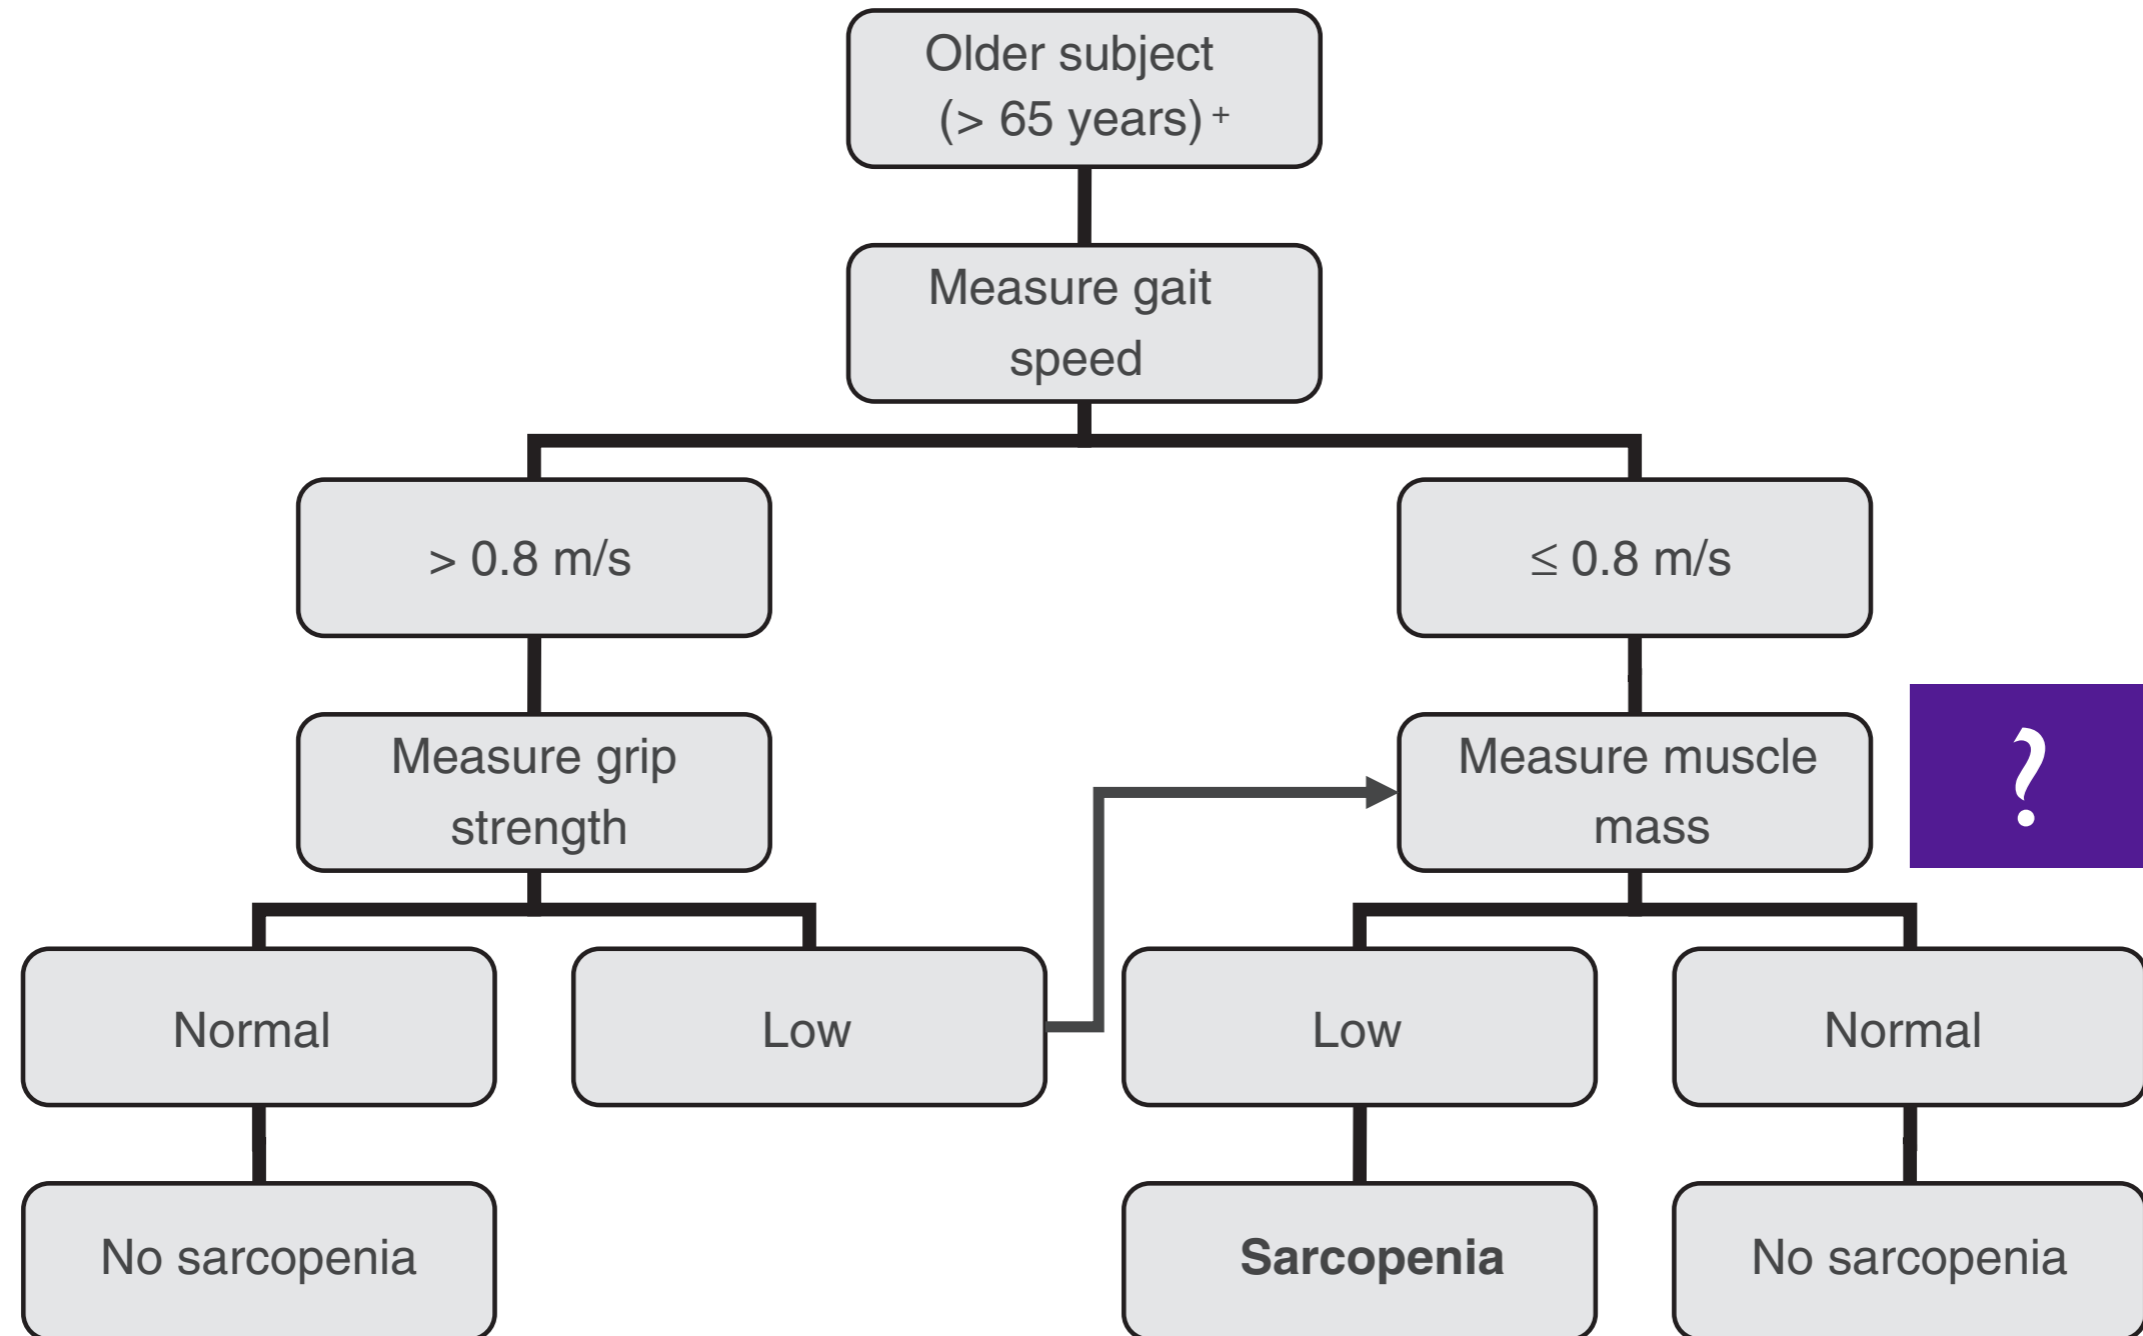 Older subject
(> 65 years) +
Measure gait
speed
> 0.8 m/s
≤ 0.8 m/s
Measure grip
strength
Measure muscle
mass
?
Normal
Low
Low
Normal
No sarcopenia
Sarcopenia
No sarcopenia